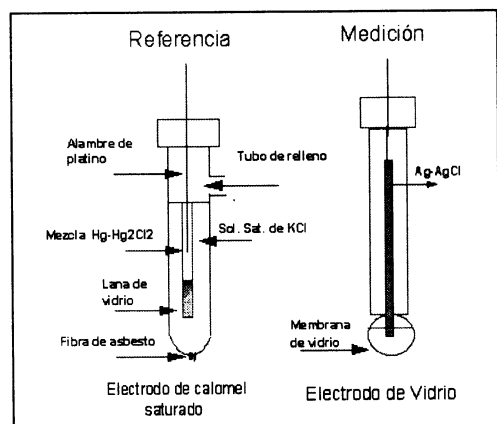 Referencia
Medición
Alambre de
platino
Tubo de relleno
Ag-AgCl
Mezcla Hg-Hg2Cl2
Sol. Sat. de KCl
Lana de
vidrio
Membrana
de vidrio
Fibra de asbesto
Electrodo de calomel
saturado
Electrodo de Vidrio